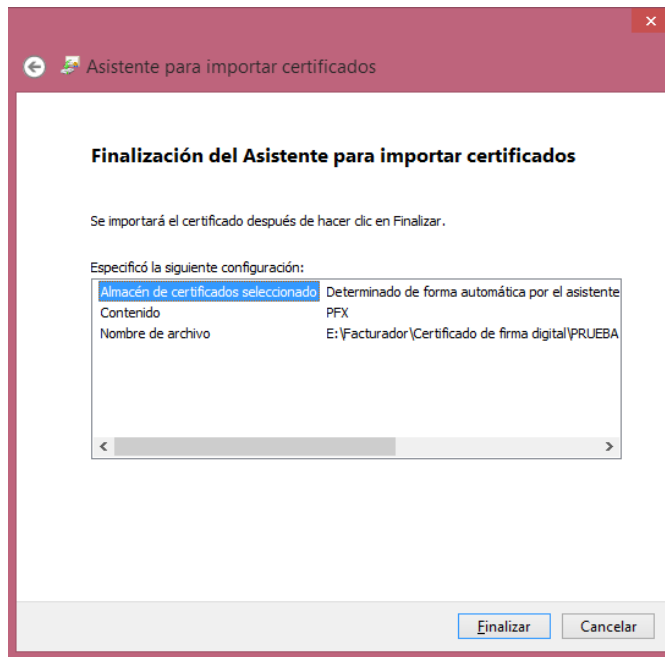 Asistente para importar certificados
Finalización del Asistente para importar certificados
Se importará el certificado después de hacer clic en Finalizar.
Especificó la siguiente configuración:
Almacén de certificados seleccionado Determinado de forma automática por el asistente
Contenido PFX
Nombre de archivo E:\Facturador\Certificado de firma digital\PRUEBA
Finalizar Cancelar